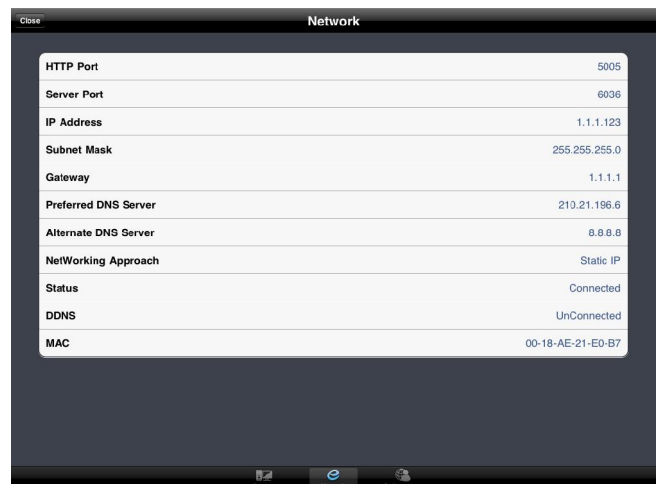 Close
Network
HTTP Port 5005
Server Port 6036
IP Address 1.1.1.123
Subnet Mask 255.255.255.0
Gateway 1.1.1.1
Preferred DNS Server 210.21.196.6
Alternate DNS Server 8.8.8.8
NetWorking Approach Static IP
Status Connected
DDNS UnConnected
MAC 00-18-AE-21-E0-B7